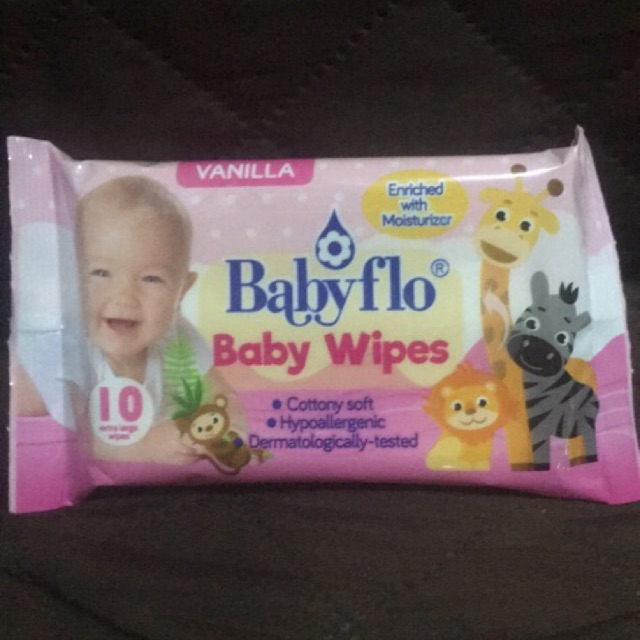 VANILLA
Enriched
with
Moisturizer
Babyflo®
Baby Wipes
10
extra large
wipes
• Cottony soft
• Hypoallergenic
• Dermatologically-tested